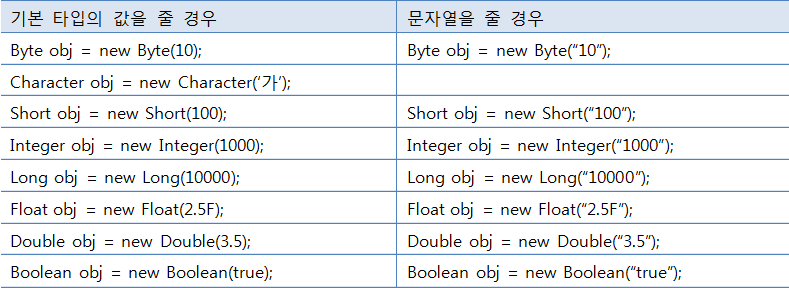 기본 타입의 값을 줄 경우 문자열을 줄 경우
Byte obj = new Byte(10); Byte obj = new Byte(“10”);
Character obj = new Character(‘가’);
Short obj = new Short(100); Short obj = new Short(“100”);
Integer obj = new Integer(1000); Integer obj = new Integer(“1000”);
Long obj = new Long(10000); Long obj = new Long(“10000”);
Float obj = new Float(2.5F); Float obj = new Float(“2.5F”);
Double obj = new Double(3.5); Double obj = new Double(“3.5”);
Boolean obj = new Boolean(true); Boolean obj = new Boolean(“true”);